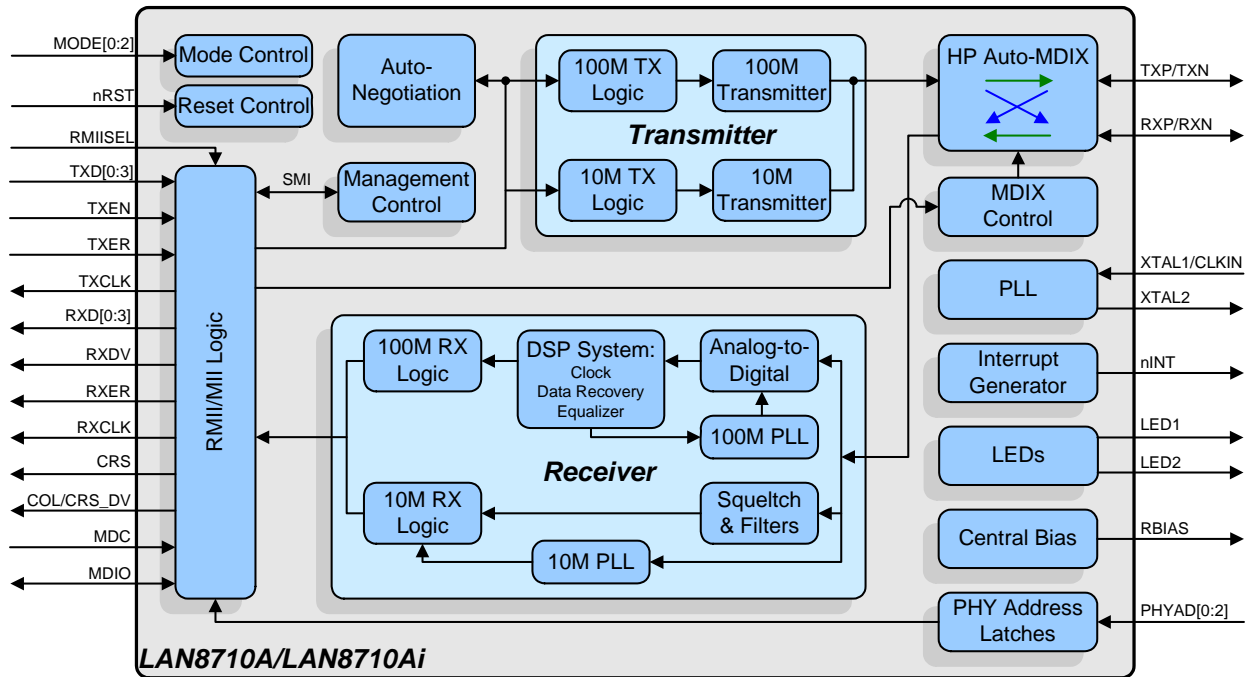 MODE[0:2]
nRST
RMIISEL
TXD[0:3]
TXEN
TXER
TXCLK
RXD[0:3]
RXDV
RXER
RXCLK
CRS
COL/CRS_DV
MDC
MDIO
Mode Control
Reset Control
RMII/MII Logic
SMI
Auto-
Negotiation
Management
Control
100M TX
Logic
100M
Transmitter
Transmitter
10M TX
Logic
10M
Transmitter
HP Auto-MDIX
MDIX
Control
PLL
Interrupt
Generator
LEDs
Central Bias
PHY Address
Latches
100M RX
Logic
DSP System:
Clock
Data Recovery
Equalizer
Analog-to-
Digital
100M PLL
Receiver
10M RX
Logic
Squeltch
& Filters
10M PLL
TXP/TXN
RXP/RXN
XTAL1/CLKIN
XTAL2
nINT
LED1
LED2
RBIAS
PHYAD[0:2]
LAN8710A/LAN8710Ai